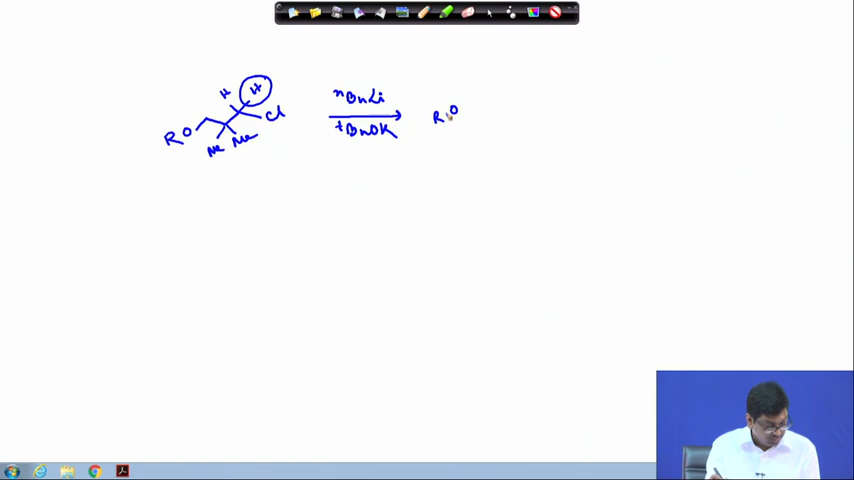 H H
RO Cl
Me Me
nBuLi
tBuOK
RO